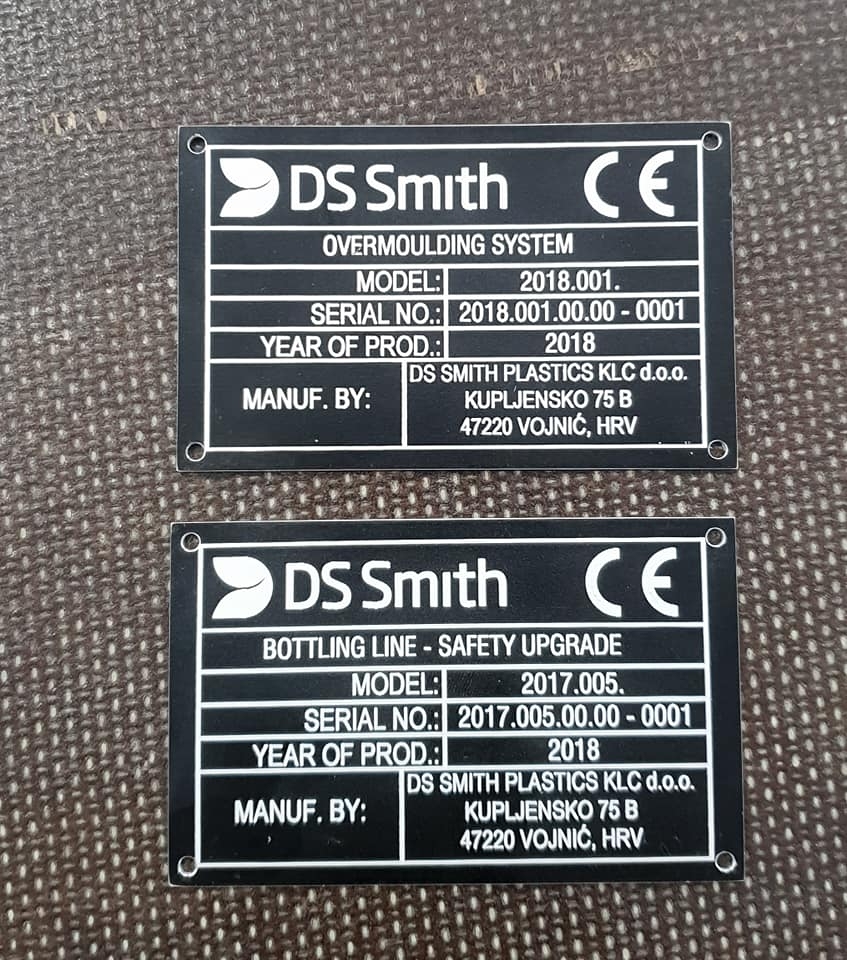 DS Smith CE
OVERMOULDING SYSTEM
MODEL: 2018.001.
SERIAL NO.: 2018.001.00.00 - 0001
YEAR OF PROD.: 2018
MANUF. BY: DS SMITH PLASTICS KLC d.o.o.
KUPLJENSKO 75 B
47220 VOJNIĆ, HRV
DS Smith CE
BOTTLING LINE - SAFETY UPGRADE
MODEL: 2017.005.
SERIAL NO.: 2017.005.00.00 - 0001
YEAR OF PROD.: 2018
MANUF. BY: DS SMITH PLASTICS KLC d.o.o.
KUPLJENSKO 75 B
47220 VOJNIĆ, HRV